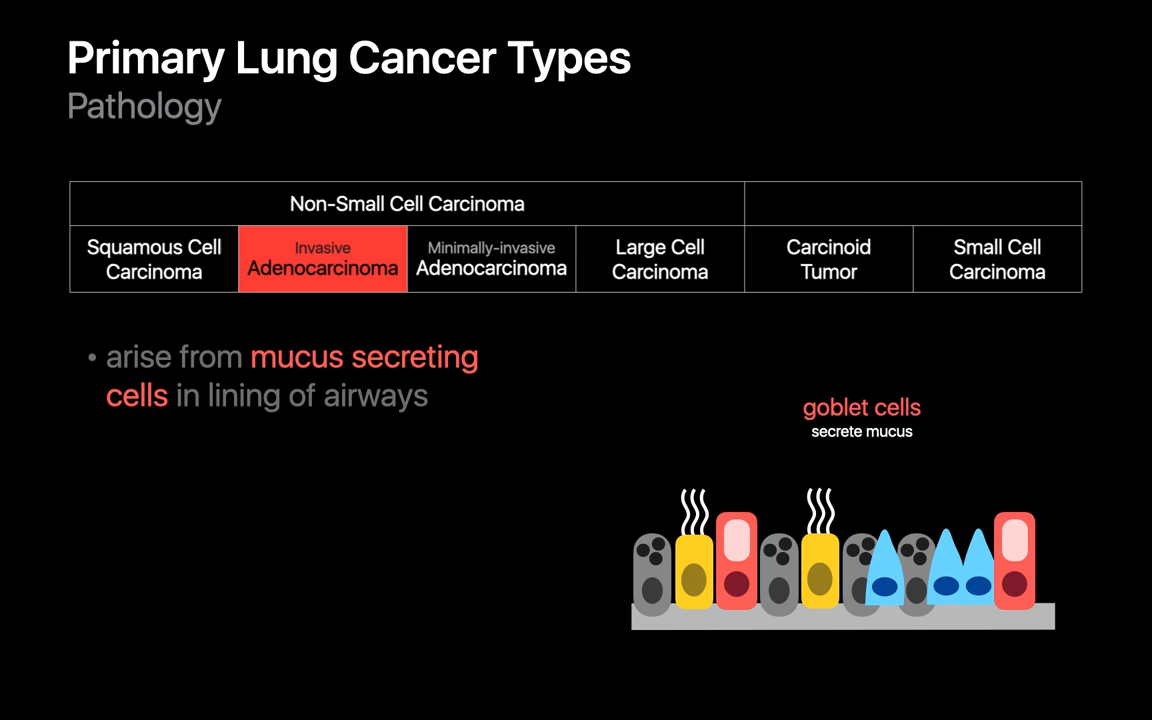 Primary Lung Cancer Types
Pathology
Non-Small Cell Carcinoma
Squamous Cell
Carcinoma
Invasive
Adenocarcinoma
Minimally-invasive
Adenocarcinoma
Large Cell
Carcinoma
Carcinoid
Tumor
Small Cell
Carcinoma
• arise from mucus secreting
cells in lining of airways
goblet cells
secrete mucus